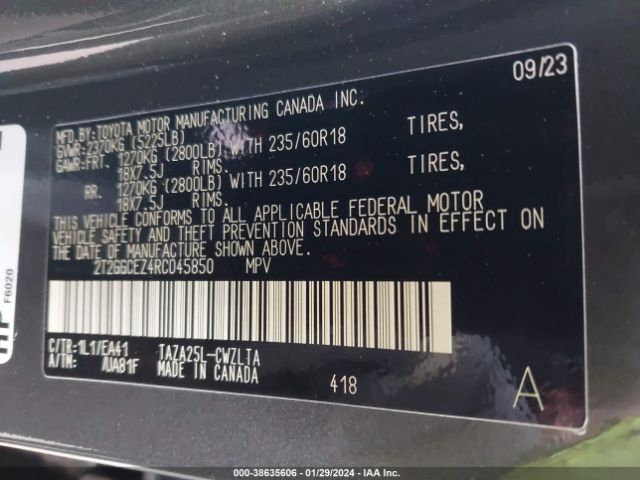 09/23
MFD.BY:TOYOTA MOTOR MANUFACTURING CANADA INC.
GVWR:2370KG (5225LB)
GAWR:FRT. 1270KG (2800LB) WITH 235/60R18 TIRES,
18X7.5J RIMS.
RR. 1270KG (2800LB) WITH 235/60R18 TIRES,
18X7.5J RIMS.
THIS VEHICLE CONFORMS TO ALL APPLICABLE FEDERAL MOTOR
VEHICLE SAFETY AND THEFT PREVENTION STANDARDS IN EFFECT ON
THE DATE OF MANUFACTURE SHOWN ABOVE.
2T2GGCEZ4RC045850 MPV
C/TR:1L1/EA41 TAZA25L-CWZLTA
A/TM: /UA81F MADE IN CANADA
418
A
F6020
000-38635606 - 01/29/2024 - IAA Inc.